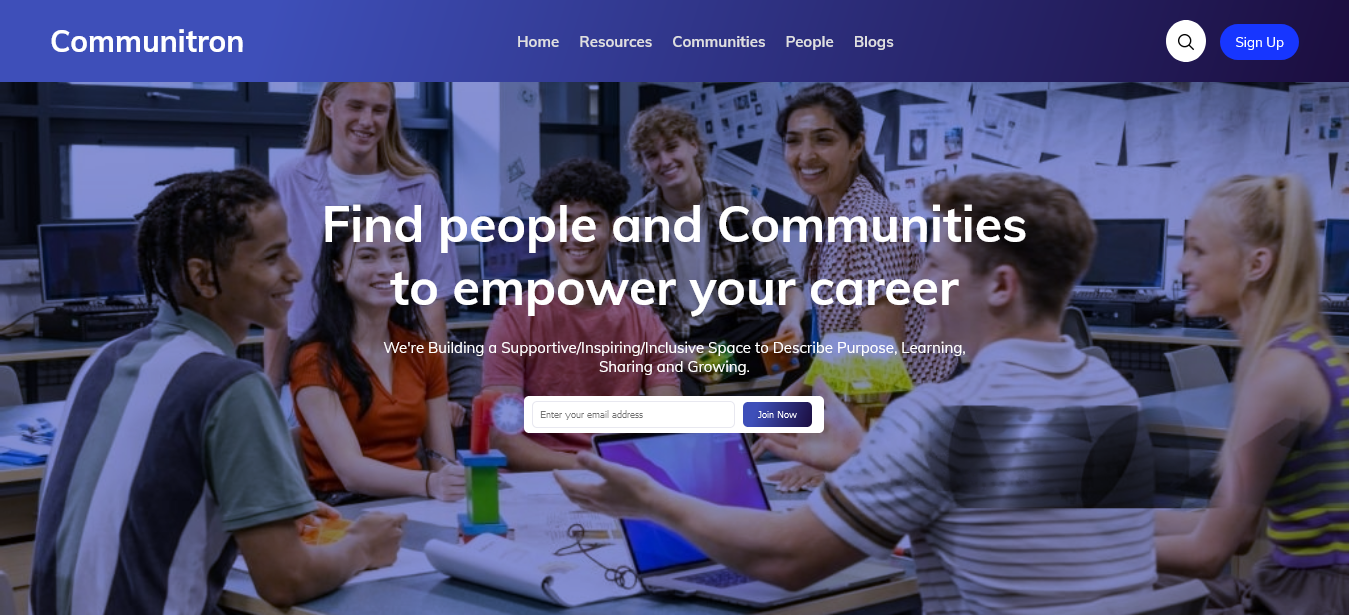 Communitron
Home Resources Communities People Blogs
Sign Up
Find people and Communities
to empower your career
We're Building a Supportive/Inspiring/Inclusive Space to Describe Purpose, Learning,
Sharing and Growing.
Enter your email address
Join Now